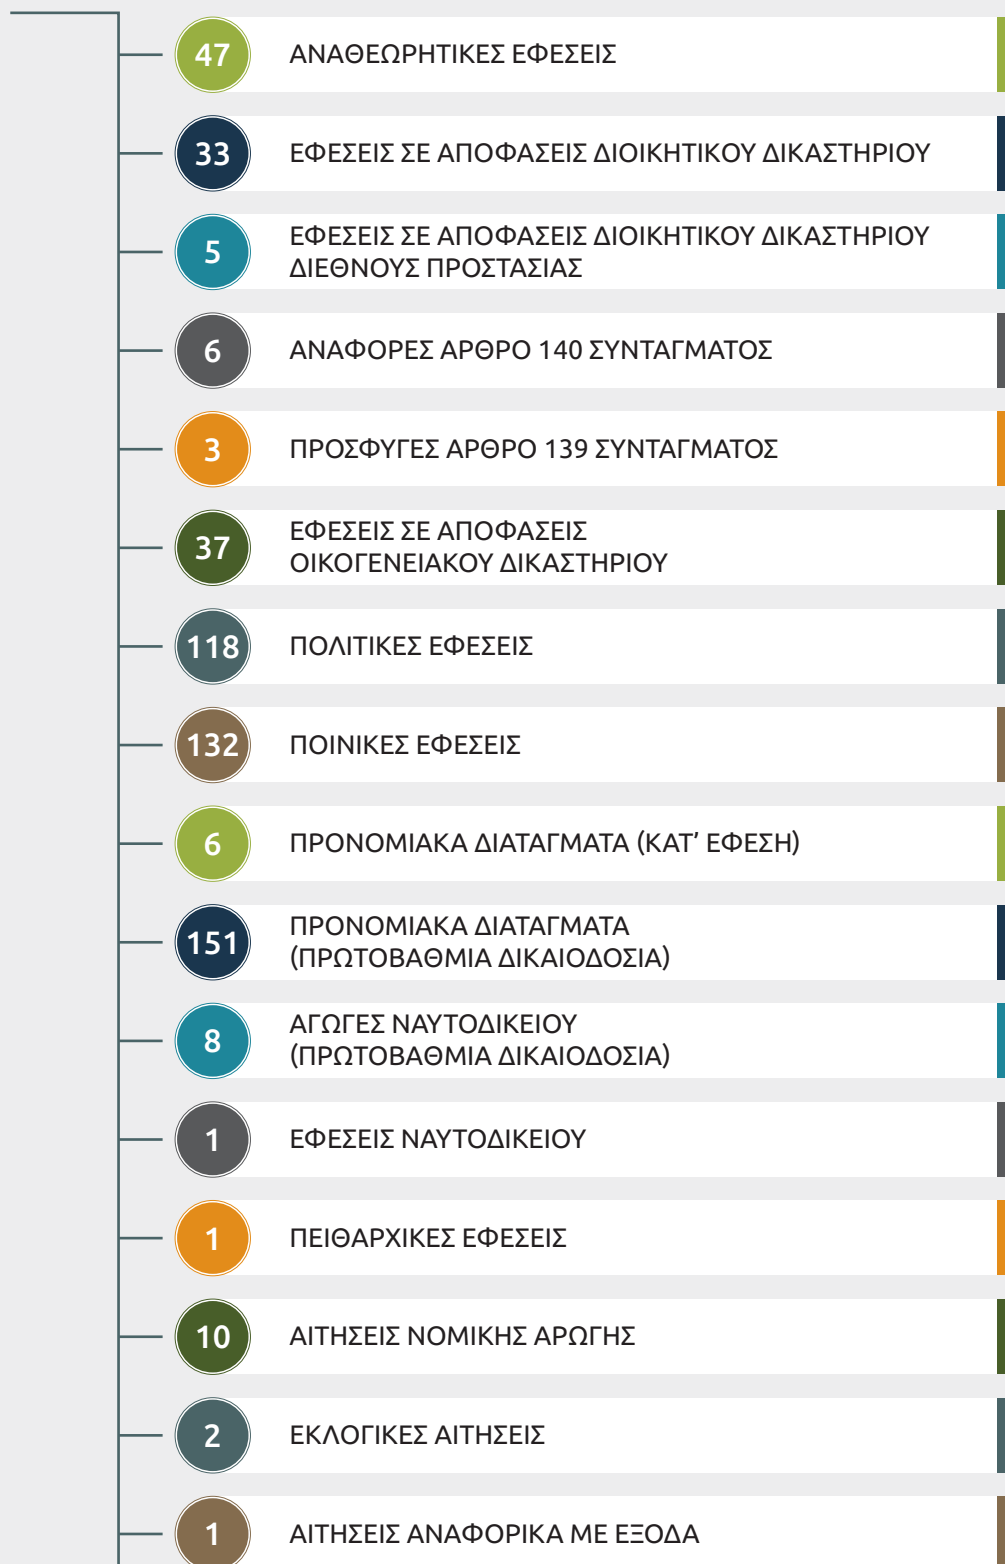 47 ΑΝΑΘΕΩΡΗΤΙΚΕΣ ΕΦΕΣΕΙΣ
33 ΕΦΕΣΕΙΣ ΣΕ ΑΠΟΦΑΣΕΙΣ ΔΙΟΙΚΗΤΙΚΟΥ ΔΙΚΑΣΤΗΡΙΟΥ
5 ΕΦΕΣΕΙΣ ΣΕ ΑΠΟΦΑΣΕΙΣ ΔΙΟΙΚΗΤΙΚΟΥ ΔΙΚΑΣΤΗΡΙΟΥ
ΔΙΕΘΝΟΥΣ ΠΡΟΣΤΑΣΙΑΣ
6 ΑΝΑΦΟΡΕΣ ΑΡΘΡΟ 140 ΣΥΝΤΑΓΜΑΤΟΣ
3 ΠΡΟΣΦΥΓΕΣ ΑΡΘΡΟ 139 ΣΥΝΤΑΓΜΑΤΟΣ
37 ΕΦΕΣΕΙΣ ΣΕ ΑΠΟΦΑΣΕΙΣ
ΟΙΚΟΓΕΝΕΙΑΚΟΥ ΔΙΚΑΣΤΗΡΙΟΥ
118 ΠΟΛΙΤΙΚΕΣ ΕΦΕΣΕΙΣ
132 ΠΟΙΝΙΚΕΣ ΕΦΕΣΕΙΣ
6 ΠΡΟΝΟΜΙΑΚΑ ΔΙΑΤΑΓΜΑΤΑ (ΚΑΤ’ ΕΦΕΣΗ)
151 ΠΡΟΝΟΜΙΑΚΑ ΔΙΑΤΑΓΜΑΤΑ
(ΠΡΩΤΟΒΑΘΜΙΑ ΔΙΚΑΙΟΔΟΣΙΑ)
8 ΑΓΩΓΕΣ ΝΑΥΤΟΔΙΚΕΙΟΥ
(ΠΡΩΤΟΒΑΘΜΙΑ ΔΙΚΑΙΟΔΟΣΙΑ)
1 ΕΦΕΣΕΙΣ ΝΑΥΤΟΔΙΚΕΙΟΥ
1 ΠΕΙΘΑΡΧΙΚΕΣ ΕΦΕΣΕΙΣ
10 ΑΙΤΗΣΕΙΣ ΝΟΜΙΚΗΣ ΑΡΩΓΗΣ
2 ΕΚΛΟΓΙΚΕΣ ΑΙΤΗΣΕΙΣ
1 ΑΙΤΗΣΕΙΣ ΑΝΑΦΟΡΙΚΑ ΜΕ ΕΞΟΔΑ